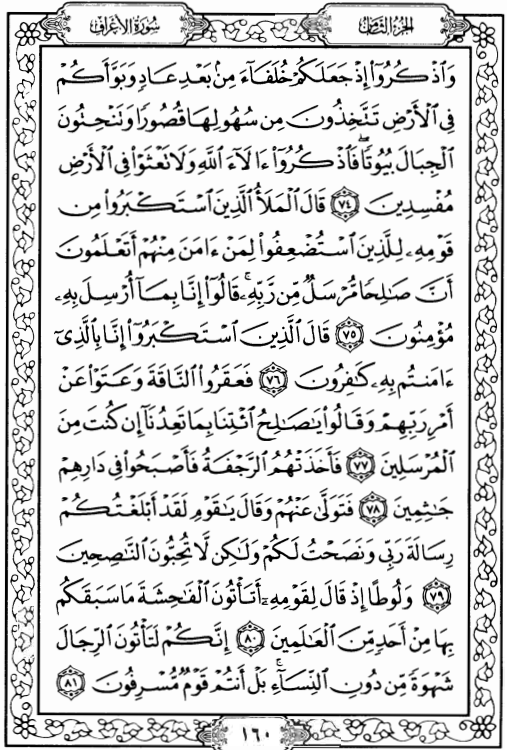 الجزء الثامن
سورة الأعراف
وَٱذۡكُرُوٓاْ إِذۡ جَعَلَكُمۡ خُلَفَآءَ مِنۢ بَعۡدِ عَادٖ وَبَوَّأَكُمۡ
فِي ٱلۡأَرۡضِ تَتَّخِذُونَ مِن سُهُولِهَا قُصُورٗا وَتَنۡحِتُونَ
ٱلۡجِبَالَ بُيُوتٗاۖ فَٱذۡكُرُوٓاْ ءَالَآءَ ٱللَّهِ وَلَا تَعۡثَوۡاْ فِي ٱلۡأَرۡضِ
مُفۡسِدِينَ ٧٤ قَالَ ٱلۡمَلَأُ ٱلَّذِينَ ٱسۡتَكۡبَرُواْ مِن
قَوۡمِهِۦ لِلَّذِينَ ٱسۡتُضۡعِفُواْ لِمَنۡ ءَامَنَ مِنۡهُمۡ أَتَعۡلَمُونَ
أَنَّ صَٰلِحٗا مُّرۡسَلٞ مِّن رَّبِّهِۦۚ قَالُوٓاْ إِنَّا بِمَآ أُرۡسِلَ بِهِۦ
مُؤۡمِنُونَ ٧٥ قَالَ ٱلَّذِينَ ٱسۡتَكۡبَرُوٓاْ إِنَّا بِٱلَّذِيٓ
ءَامَنتُم بِهِۦ كَٰفِرُونَ ٧٦ فَعَقَرُواْ ٱلنَّاقَةَ وَعَتَوۡاْ عَنۡ
أَمۡرِ رَبِّهِمۡ وَقَالُواْ يَٰصَٰلِحُ ٱئۡتِنَا بِمَا تَعِدُنَآ إِن كُنتَ مِنَ
ٱلۡمُرۡسَلِينَ ٧٧ فَأَخَذَتۡهُمُ ٱلرَّجۡفَةُ فَأَصۡبَحُواْ فِي دَارِهِمۡ
جَٰثِمِينَ ٧٨ فَتَوَلَّىٰ عَنۡهُمۡ وَقَالَ يَٰقَوۡمِ لَقَدۡ أَبۡلَغۡتُكُمۡ
رِسَالَةَ رَبِّي وَنَصَحۡتُ لَكُمۡ وَلَٰكِن لَّا تُحِبُّونَ ٱلنَّٰصِحِينَ
٧٩ وَلُوطًا إِذۡ قَالَ لِقَوۡمِهِۦٓ أَتَأۡتُونَ ٱلۡفَٰحِشَةَ مَا سَبَقَكُم
بِهَا مِنۡ أَحَدٖ مِّنَ ٱلۡعَٰلَمِينَ ٨٠ إِنَّكُمۡ لَتَأۡتُونَ ٱلرِّجَالَ
شَهۡوَةٗ مِّن دُونِ ٱلنِّسَآءِۚ بَلۡ أَنتُمۡ قَوۡمٞ مُّسۡرِفُونَ ٨١
١٦٠